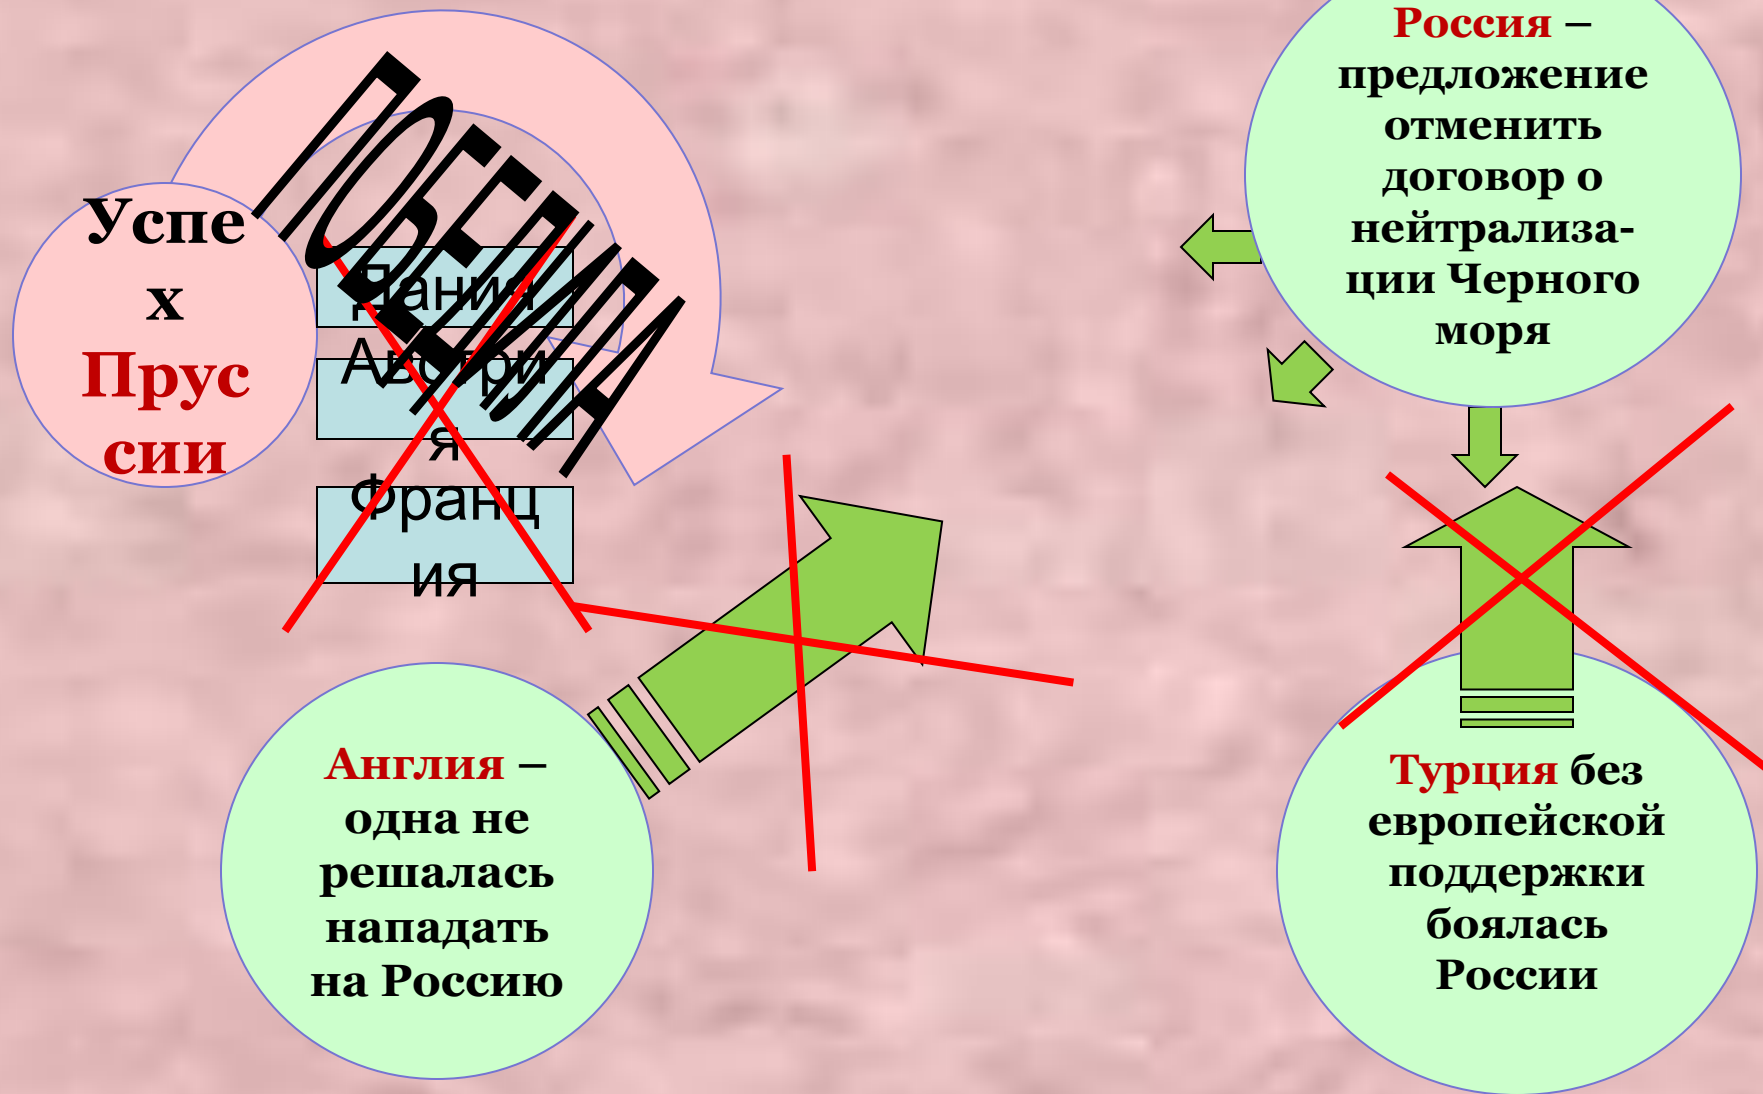 ПОБЕДИЛА
Успе
х
Прус
сии
Дания
Австри
я
Франц
ия
Россия –
предложение
отменить
договор о
нейтрализа-
ции Черного
моря
Англия –
одна не
решалась
нападать
на Россию
Турция без
европейской
поддержки
боялась
России